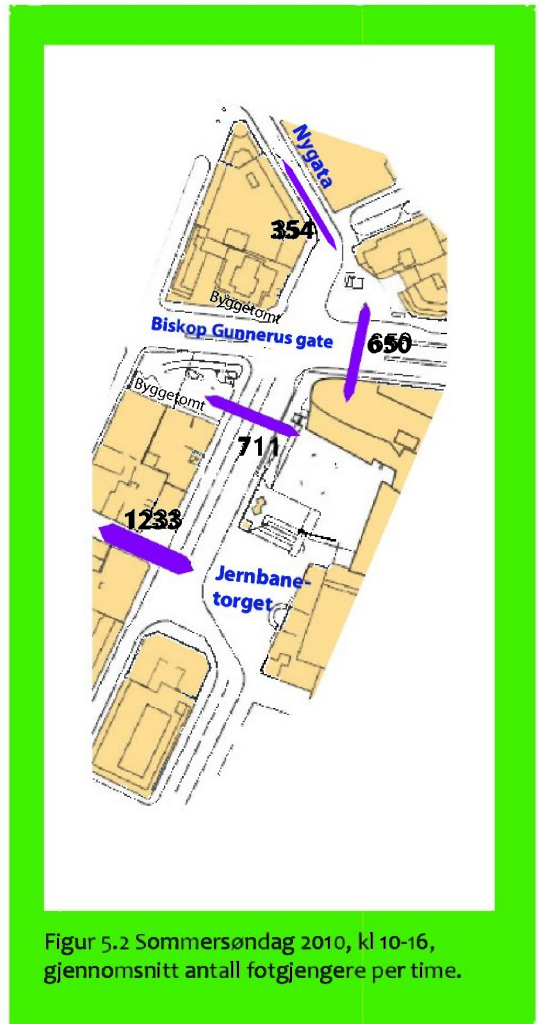 Nygata
354
Byggetomt
Biskop Gunnerus gate
650
Byggetomt
711
1233
Jernbane-
torget
Figur 5.2 Sommersøndag 2010, kl 10-16,
gjennomsnitt antall fotgjengere per time.